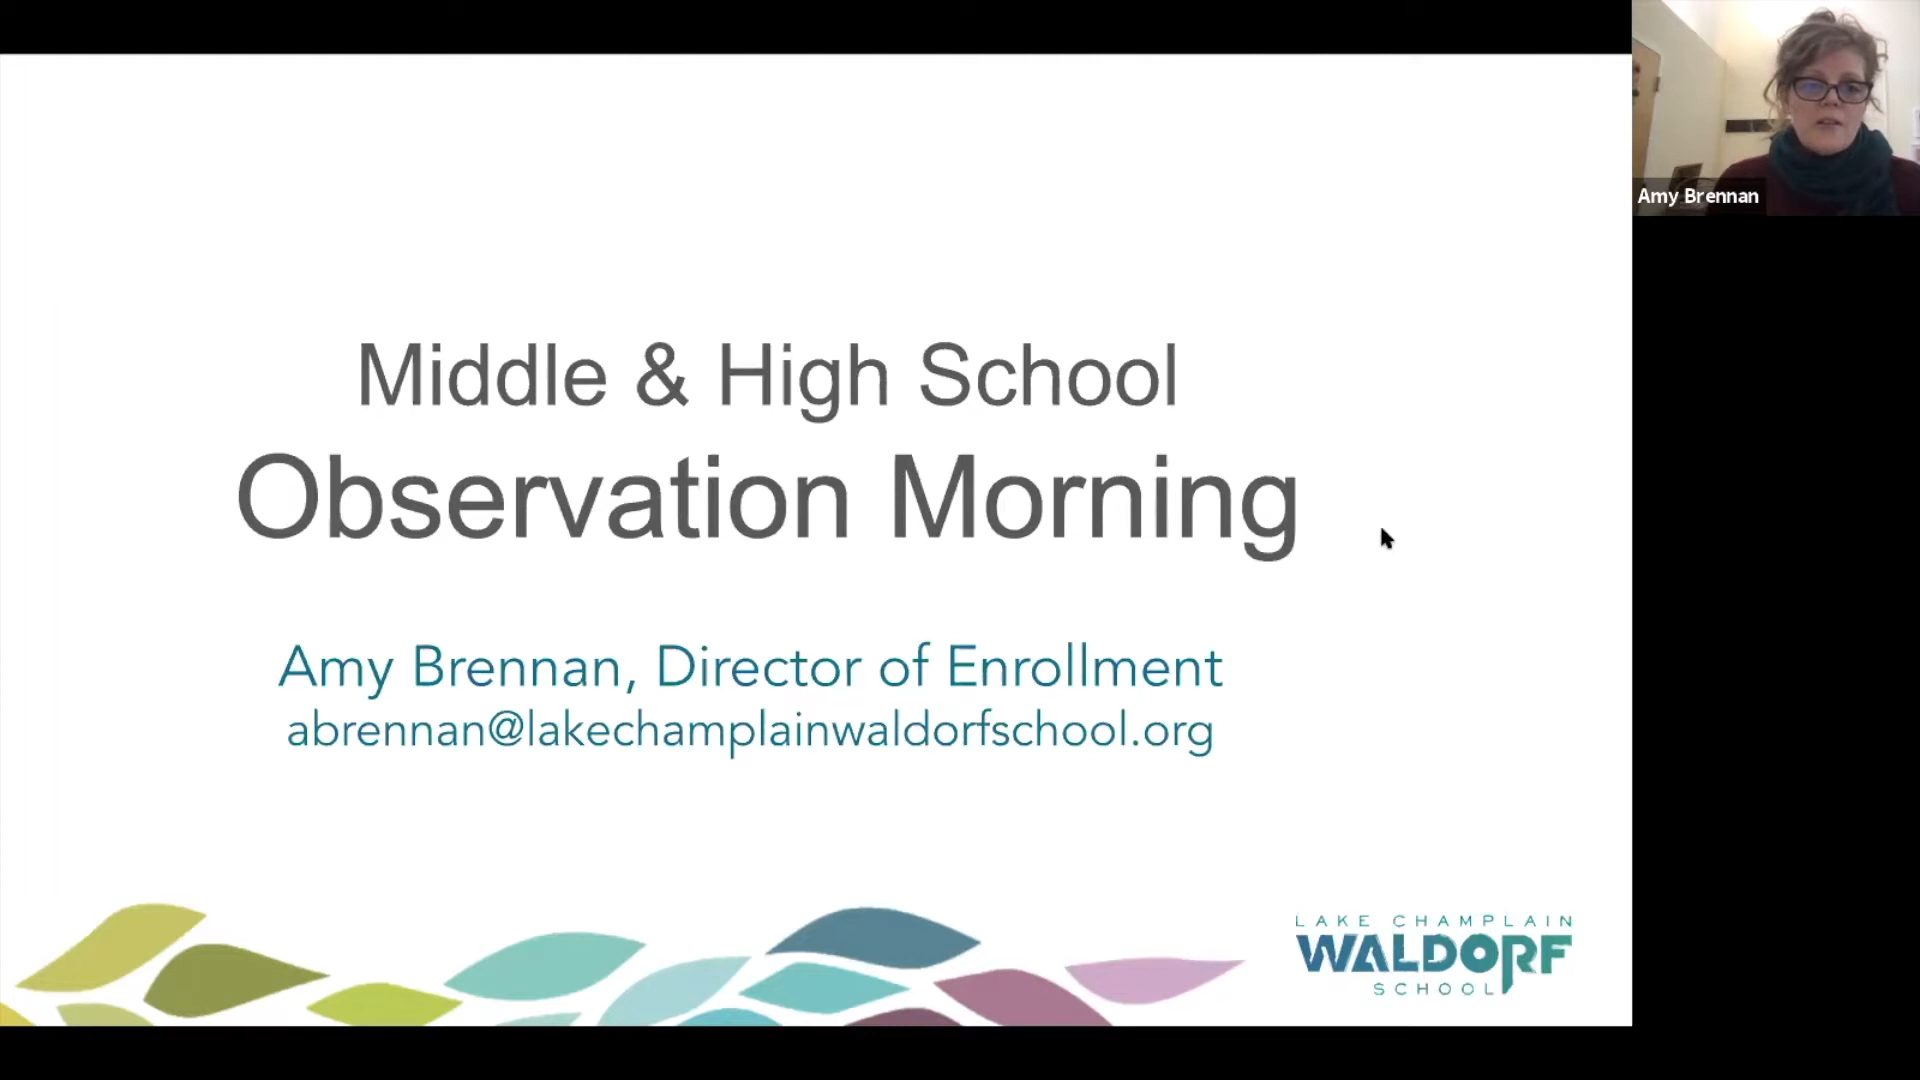 Middle & High School
Observation Morning
Amy Brennan, Director of Enrollment
abrennan@lakechamplainwaldorfschool.org
LAKE CHAMPLAIN
WALDORF
SCHOOL
Amy Brennan